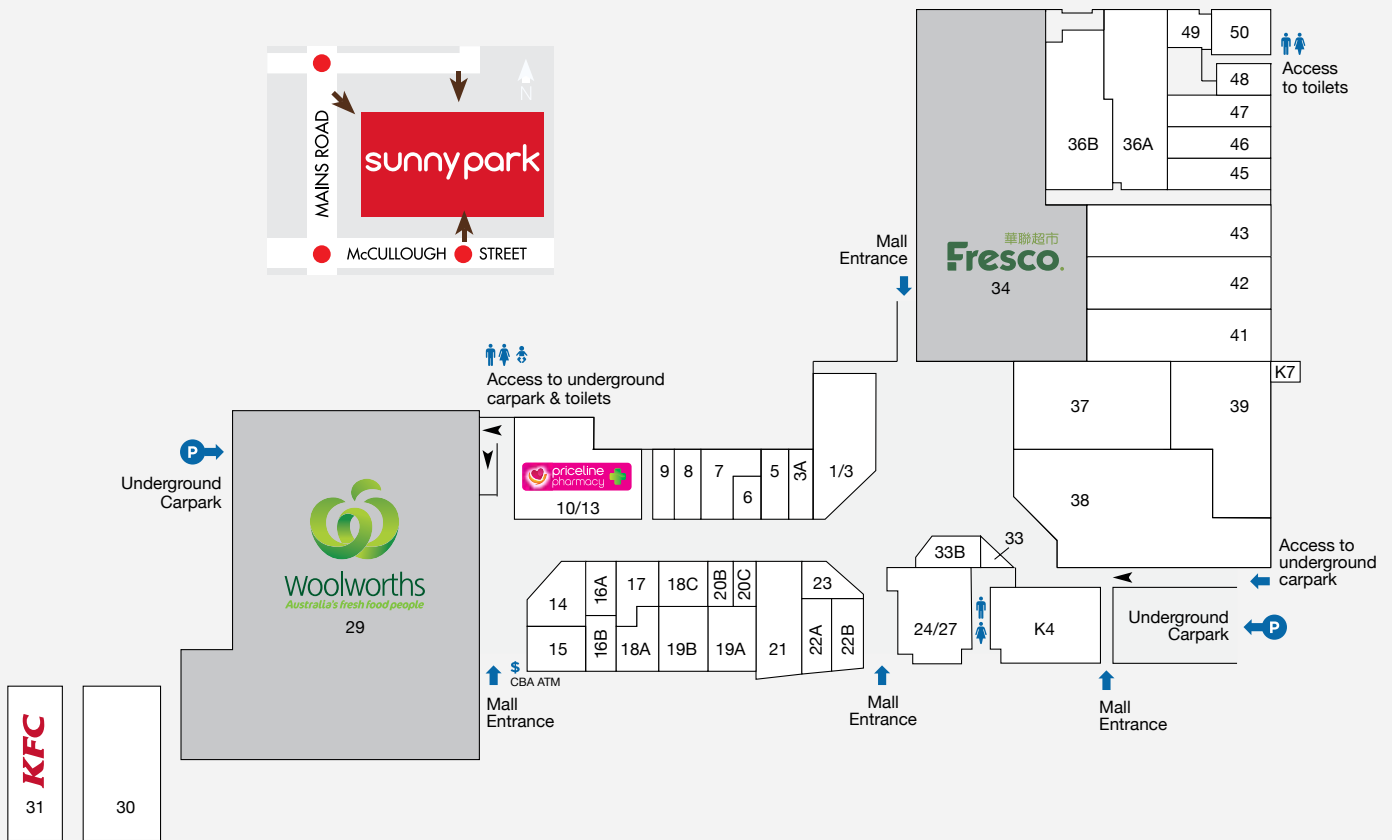 MAINS ROAD
N
sunnypark
McCULLOUGH
STREET
49
50
48
47
46
45
36B
36A
Access
to toilets
Mall
Entrance
華聯超市
Fresco.
34
43
42
41
K7
37
39
38
Access to underground
carpark & toilets
P
Underground
Carpark
Woolworths
Australia's fresh food people
29
priceline
pharmacy
10/13
9
8
7
6
5
3A
1/3
14
15
16A
16B
17
18A
18C
19B
20B
20C
19A
21
23
22A
22B
33B
33
24/27
K4
Access to
underground
carpark
Underground
Carpark
P
$
CBA ATM
Mall
Entrance
Mall
Entrance
Mall
Entrance
KFC
31
30